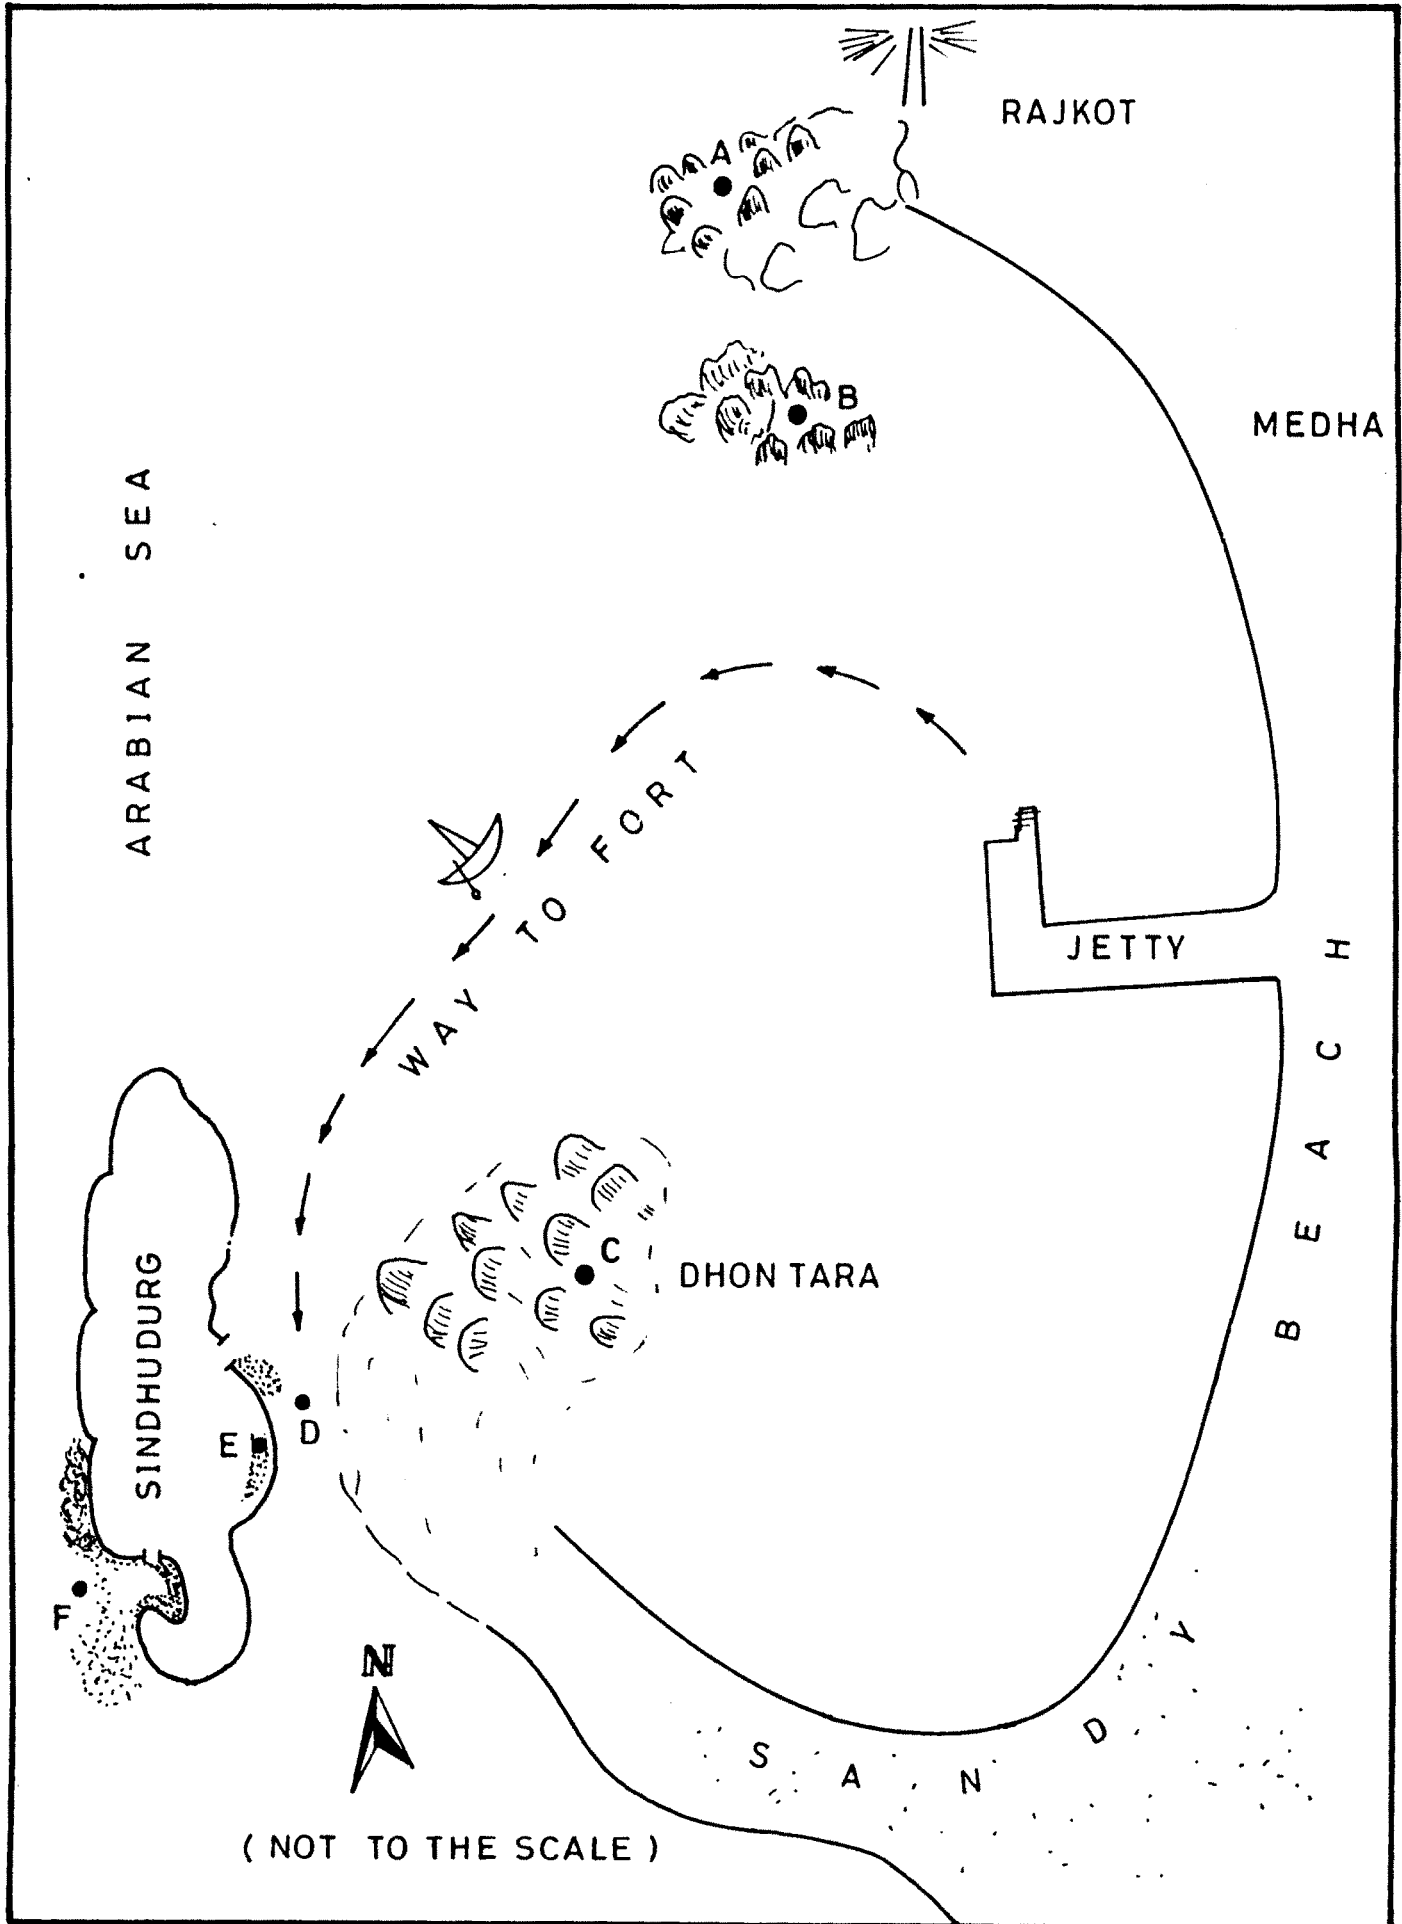 RAJKOT
A
B
MEDHA
ARABIAN SEA
WAY TO FORT
JETTY
SANDY BEACH
C
DHON TARA
SINDHUDURG
D
E
F
N
( NOT TO THE SCALE )